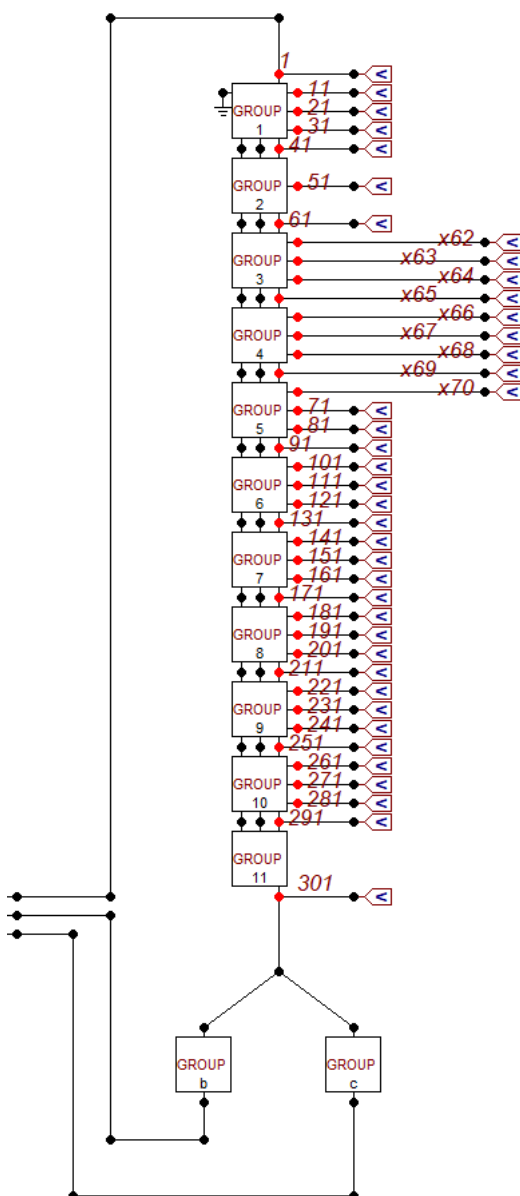 1
11
GROUP 21
1 31
41
GROUP 51
2
61
x62
GROUP x63
3 x64
x65
x66
GROUP x67
4 x68
x69
x70
GROUP 71
5 81
91
101
GROUP 111
6 121
131
141
GROUP 151
7 161
171
181
GROUP 191
8 201
211
221
GROUP 231
9 241
251
261
GROUP 271
10 281
291
GROUP
11
301
GROUP GROUP
b c